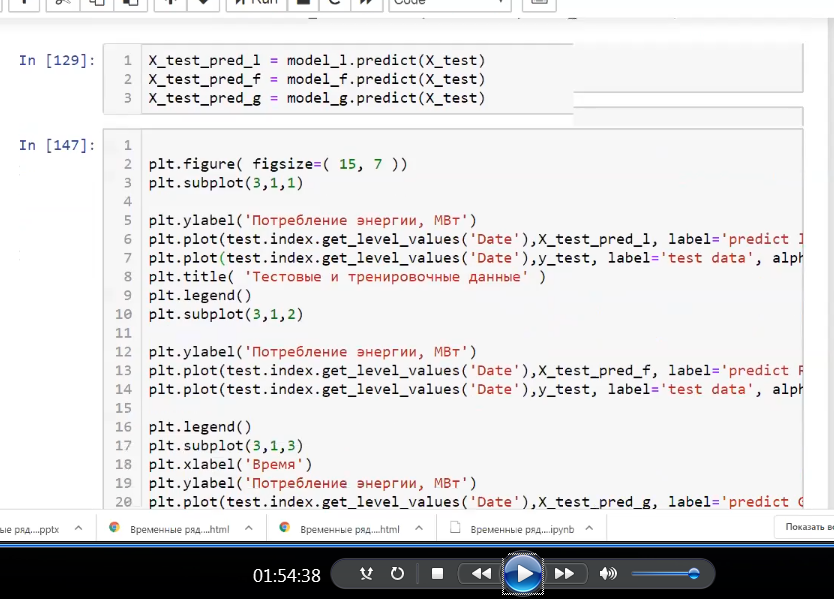 Code
In [129]:
1 X_test_pred_l = model_l.predict(X_test)
2 X_test_pred_f = model_f.predict(X_test)
3 X_test_pred_g = model_g.predict(X_test)
In [147]:
1
2 plt.figure( figsize=( 15, 7 ))
3 plt.subplot(3,1,1)
4
5 plt.ylabel('Потребление энергии, МВт')
6 plt.plot(test.index.get_level_values('Date'),X_test_pred_l, label='predict l
7 plt.plot(test.index.get_level_values('Date'),y_test, label='test data', alph
8 plt.title( 'Тестовые и тренировочные данные' )
9 plt.legend()
10 plt.subplot(3,1,2)
11
12 plt.ylabel('Потребление энергии, МВт')
13 plt.plot(test.index.get_level_values('Date'),X_test_pred_f, label='predict F
14 plt.plot(test.index.get_level_values('Date'),y_test, label='test data', alph
15
16 plt.legend()
17 plt.subplot(3,1,3)
18 plt.xlabel('Время')
19 plt.ylabel('Потребление энергии, МВт')
20 plt.plot(test.index.get_level_values('Date'),X_test_pred_g, label='predict G
ые ряд....pptx Временные ряд....html Временные ряд....html Временные ряд....ipynb Показать вс
01:54:38